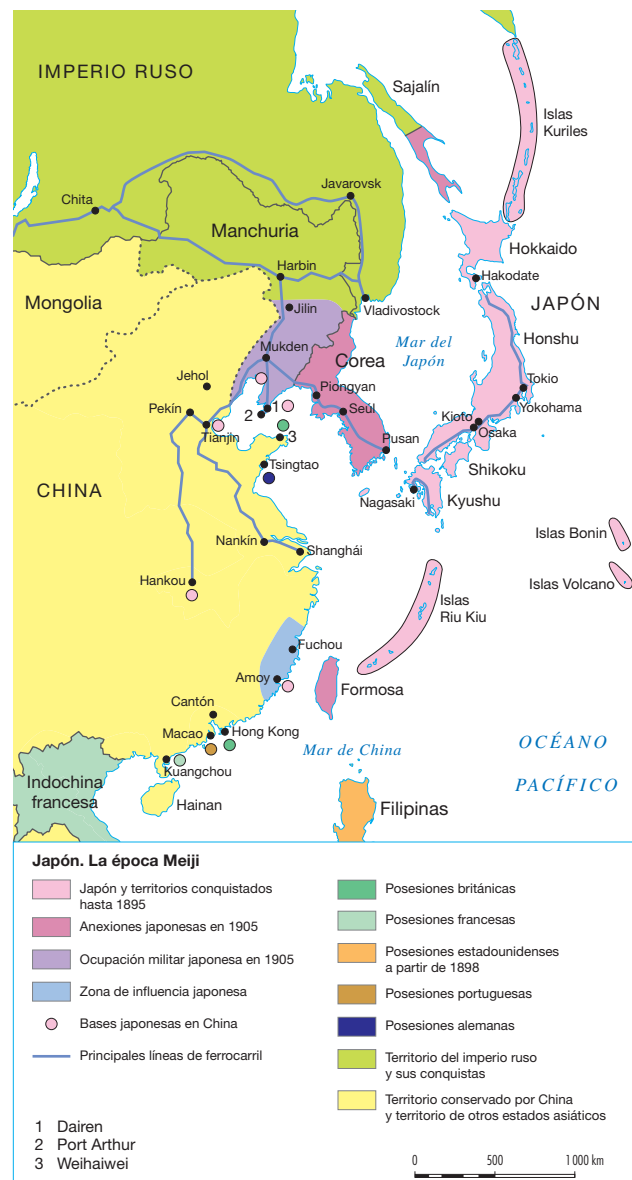 IMPERIO RUSO
Sajalín
Islas
Kuriles
Chita
Javarovsk
Manchuria
Hokkaido
Harbin
Hakodate
Mongolia
Jilin
Vladivostock
JAPÓN
Honshu
Mar del
Japón
Mukden
Corea
Jehol
Piongyan
Tokio
Pekín
1
2
Seúl
Kioto
Yokohama
Tianjin
3
Osaka
Pusan
Tsingtao
Shikoku
CHINA
Nagasaki
Kyushu
Nankín
Shanghái
Islas Bonin
Hankou
Islas Volcano
Islas
Riu Kiu
Fuchou
Amoy
Formosa
Cantón
Macao
Hong Kong
Mar de China
OCÉANO
PACÍFICO
Kuangchou
Indochina
francesa
Hainan
Filipinas
Japón. La época Meiji
Japón y territorios conquistados
hasta 1895
Anexiones japonesas en 1905
Ocupación militar japonesa en 1905
Zona de influencia japonesa
Bases japonesas en China
Principales líneas de ferrocarril
Posesiones británicas
Posesiones francesas
Posesiones estadounidenses
a partir de 1898
Posesiones portuguesas
Posesiones alemanas
Territorio del imperio ruso
y sus conquistas
Territorio conservado por China
y territorio de otros estados asiáticos
1 Dairen
2 Port Arthur
3 Weihaiwei
0 500 1 000 km